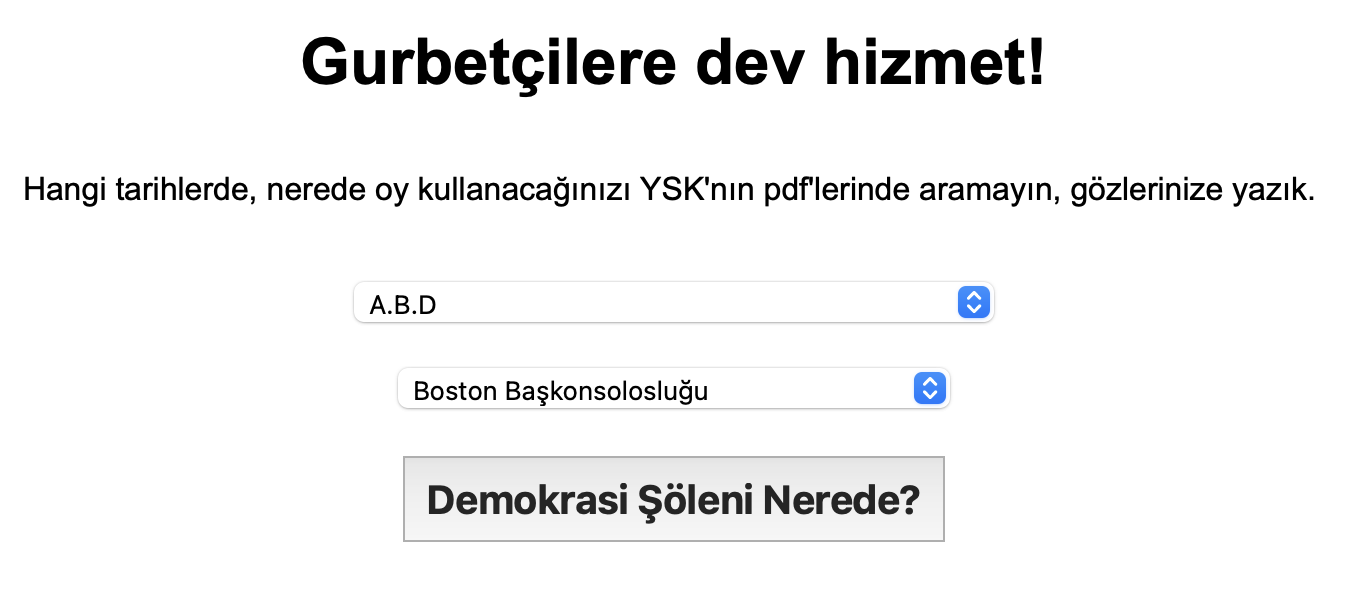 Gurbetçilere dev hizmet!
Hangi tarihlerde, nerede oy kullanacağınızı YSK'nın pdf'lerinde aramayın, gözlerinize yazık.
A.B.D
Boston Başkonsolosluğu
Demokrasi Şöleni Nerede?